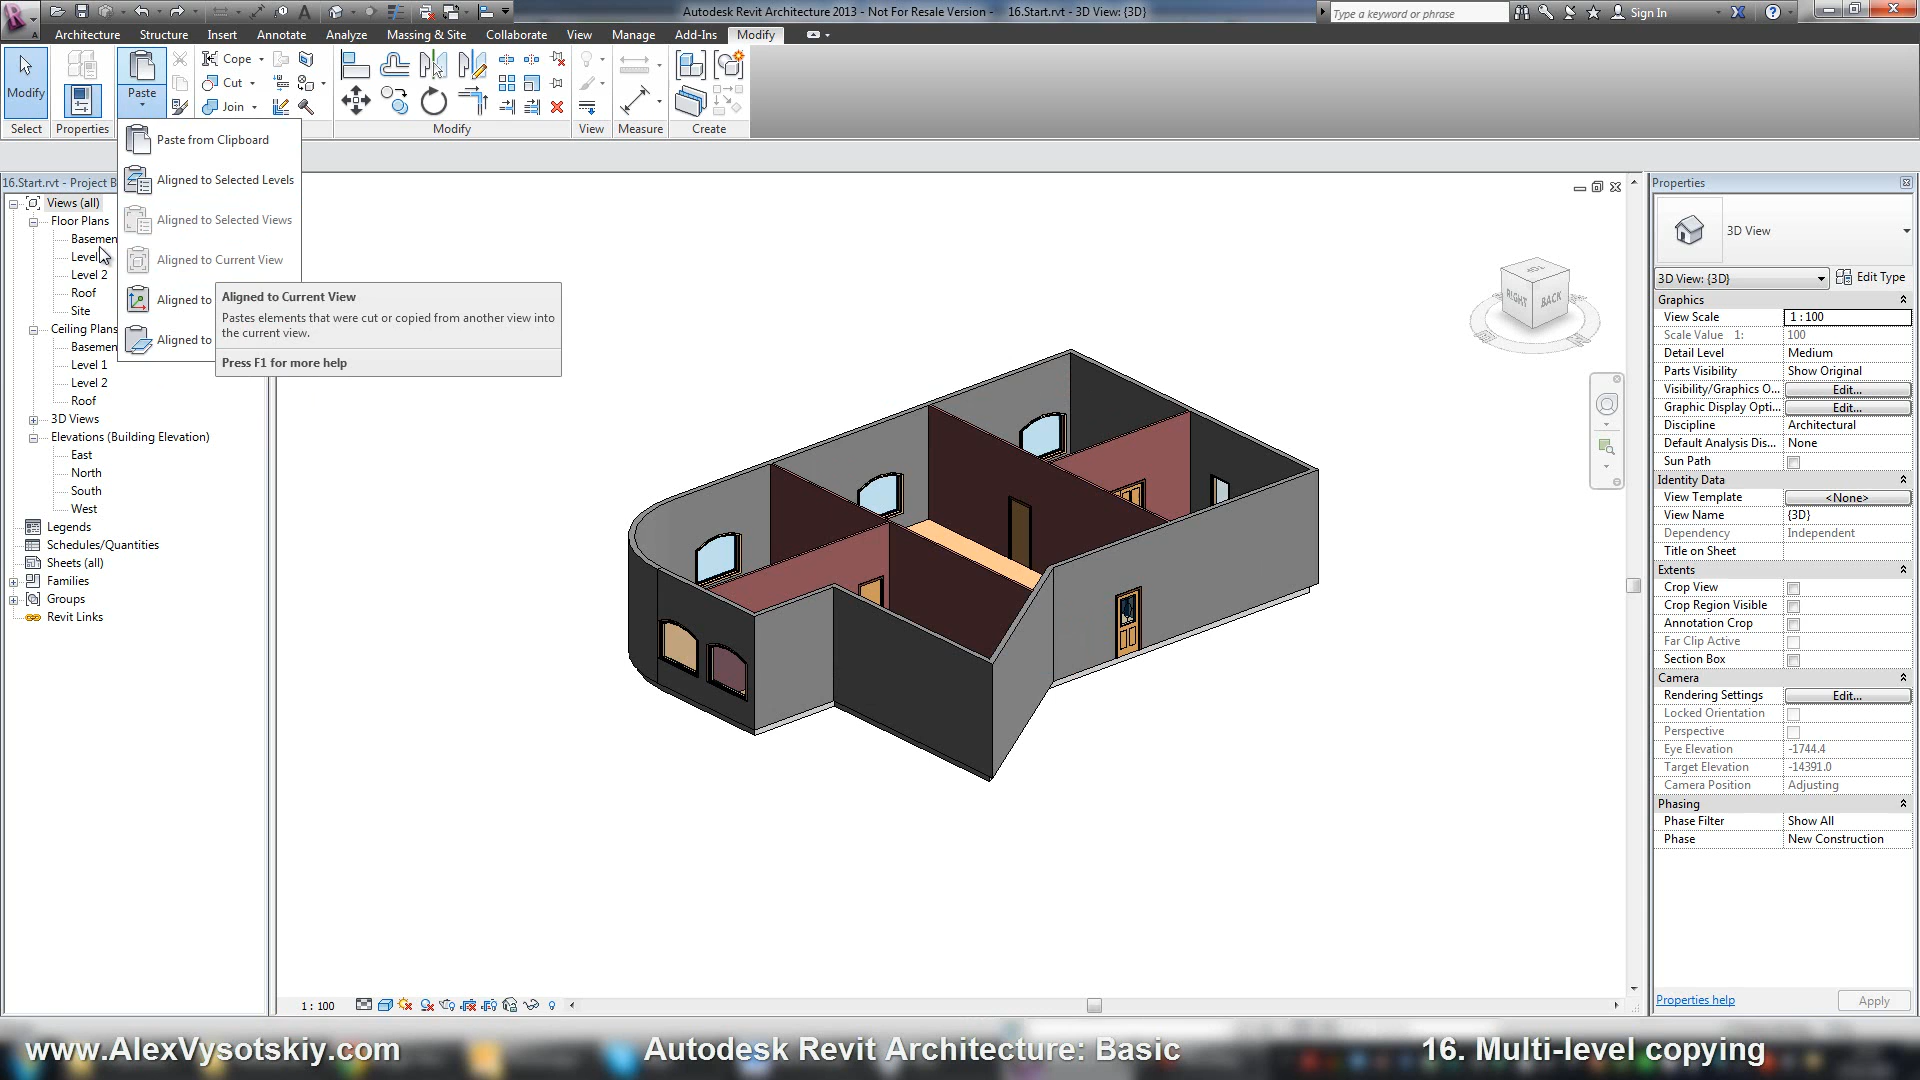 Autodesk Revit Architecture 2013 - Not For Resale Version - 16.Start.rvt - 3D View: {3D}
Type a keyword or phrase
Sign In
Architecture Structure Insert Annotate Analyze Massing & Site Collaborate View Manage Add-Ins Modify
Modify
Paste
Cope
Cut
Join
Select Properties Modify View Measure Create
Paste from Clipboard
Aligned to Selected Levels
Aligned to Selected Views
Aligned to Current View
Aligned to
Aligned to
Aligned to Current View
Pastes elements that were cut or copied from another view into
the current view.
Press F1 for more help
16.Start.rvt - Project B
Views (all)
Floor Plans
Basemen
Level
Level 2
Roof
Site
Ceiling Plans
Basemen
Level 1
Level 2
Roof
3D Views
Elevations (Building Elevation)
East
North
South
West
Legends
Schedules/Quantities
Sheets (all)
Families
Groups
Revit Links
RIGHT
BACK
1 : 100
Properties
3D View
3D View: {3D} Edit Type
Graphics
View Scale 1 : 100
Scale Value 1: 100
Detail Level Medium
Parts Visibility Show Original
Visibility/Graphics O... Edit...
Graphic Display Opti... Edit...
Discipline Architectural
Default Analysis Dis... None
Sun Path
Identity Data
View Template <None>
View Name {3D}
Dependency Independent
Title on Sheet
Extents
Crop View
Crop Region Visible
Annotation Crop
Far Clip Active
Section Box
Camera
Rendering Settings Edit...
Locked Orientation
Perspective
Eye Elevation -1744.4
Target Elevation -14391.0
Camera Position Adjusting
Phasing
Phase Filter Show All
Phase New Construction
Properties help Apply
www.AlexVysotskiy.com Autodesk Revit Architecture: Basic 16. Multi-level copying